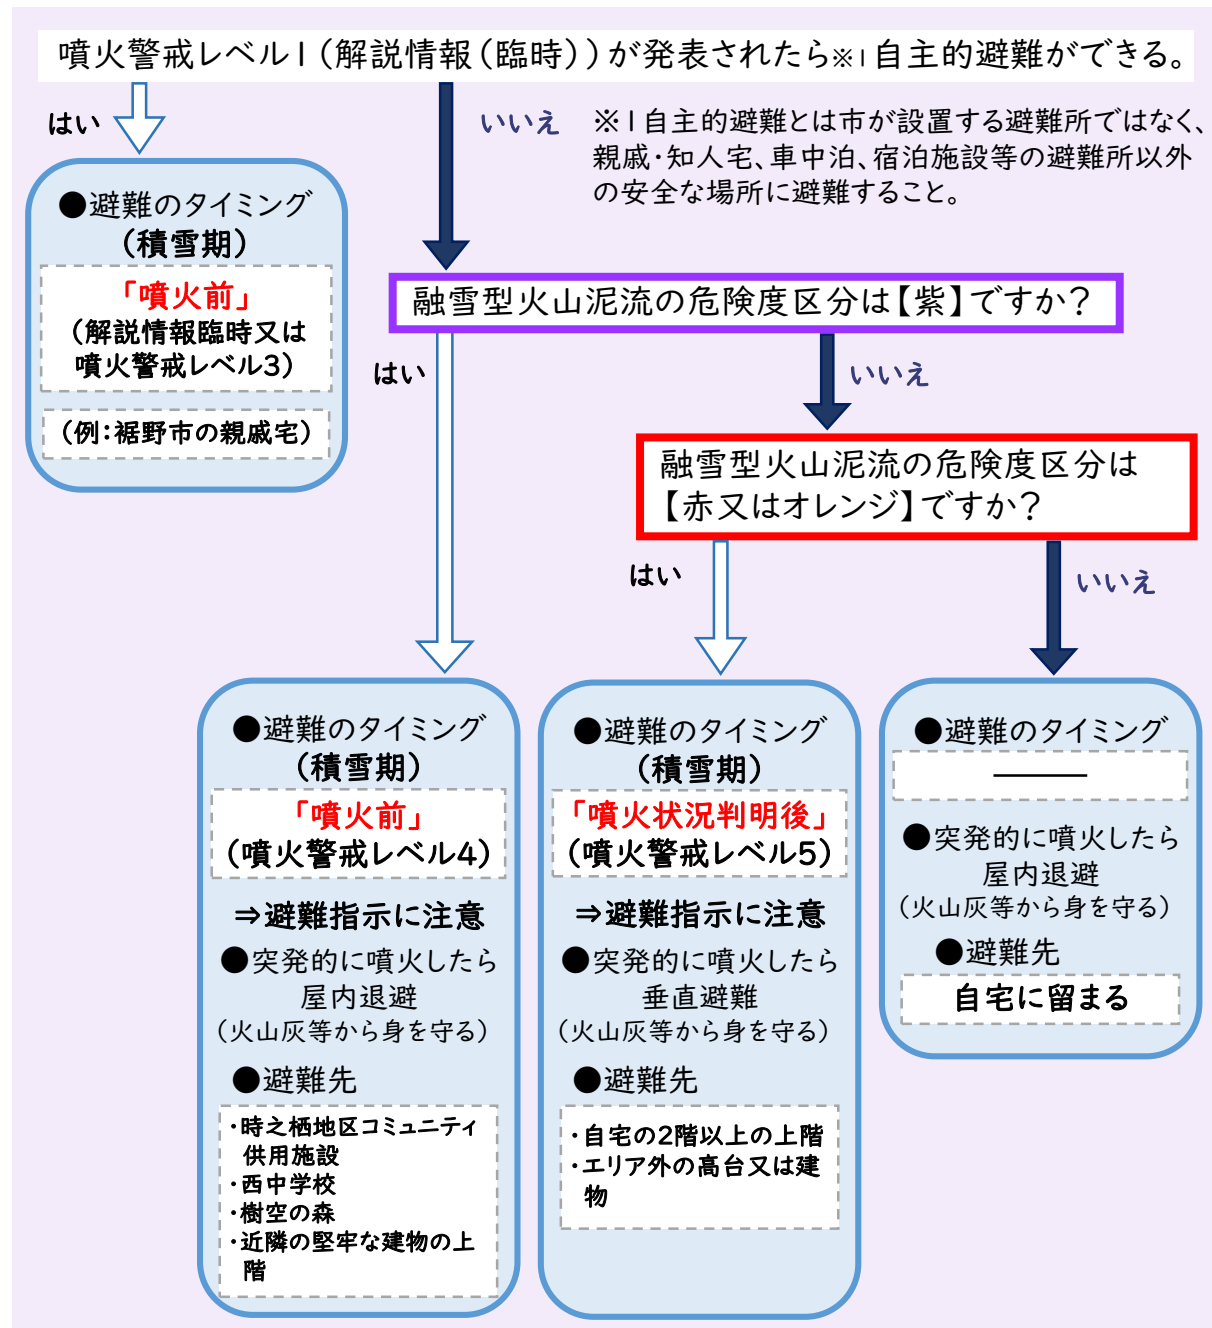 噴火警戒レベル1(解説情報(臨時))が発表されたら※1自主的避難ができる。
はい
いいえ
※1自主的避難とは市が設置する避難所ではなく、
親戚・知人宅、車中泊、宿泊施設等の避難所以外
の安全な場所に避難すること。
●避難のタイミング
(積雪期)
「噴火前」
(解説情報臨時又は
噴火警戒レベル3)
(例:裾野市の親戚宅)
融雪型火山泥流の危険度区分は【紫】ですか?
はい
いいえ
融雪型火山泥流の危険度区分は
【赤又はオレンジ】ですか?
はい
いいえ
●避難のタイミング
(積雪期)
「噴火前」
(噴火警戒レベル4)
⇒避難指示に注意
●突発的に噴火したら
屋内退避
(火山灰等から身を守る)
●避難先
・時之栖地区コミュニティ
供用施設
・西中学校
・樹空の森
・近隣の堅牢な建物の上
階
●避難のタイミング
(積雪期)
「噴火状況判明後」
(噴火警戒レベル5)
⇒避難指示に注意
●突発的に噴火したら
垂直避難
(火山灰等から身を守る)
●避難先
・自宅の2階以上の上階
・エリア外の高台又は建
物
●避難のタイミング
―――
●突発的に噴火したら
屋内退避
(火山灰等から身を守る)
●避難先
自宅に留まる